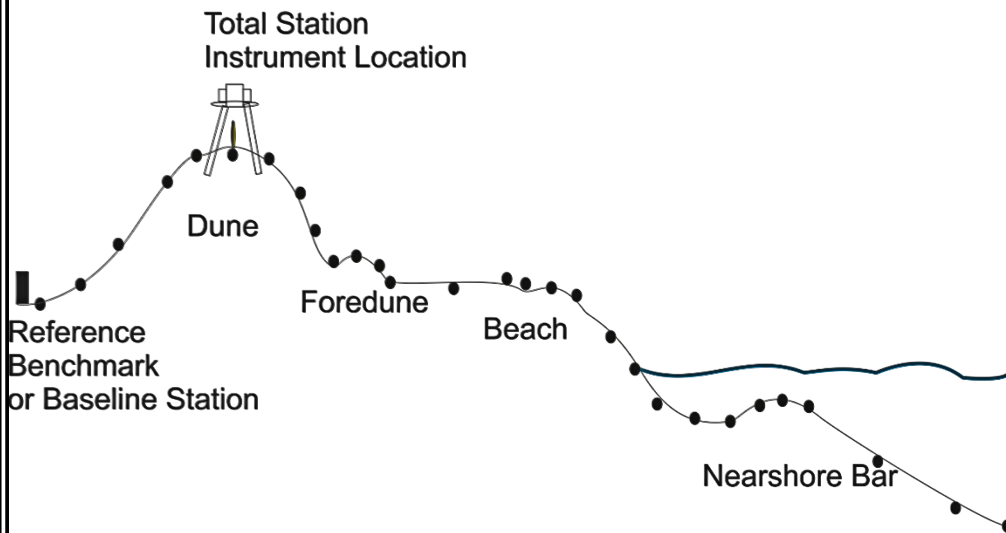 Total Station
Instrument Location
Dune
Foredune
Beach
Reference
Benchmark
or Baseline Station
Nearshore Bar